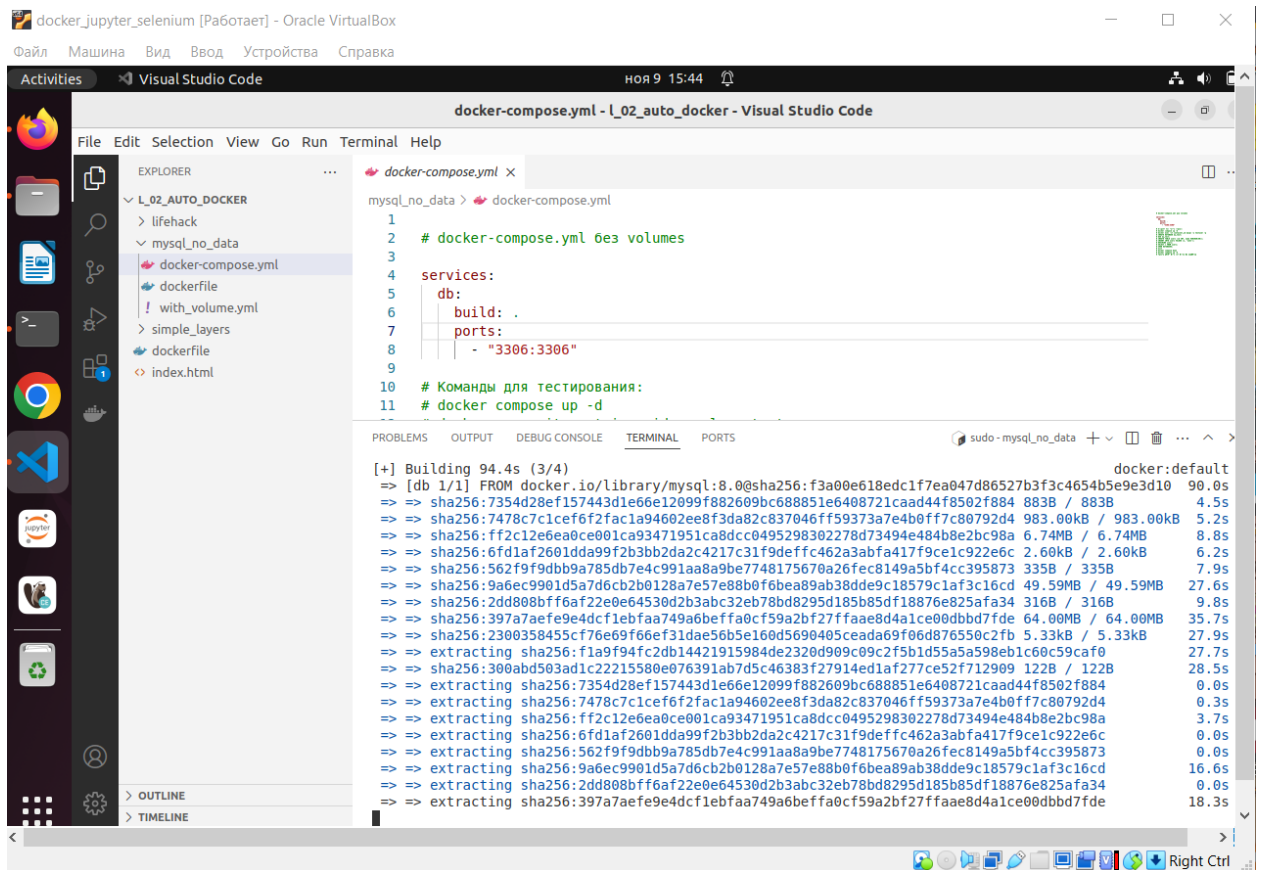 docker_jupyter_selenium [Работает] - Oracle VirtualBox
Файл Машина Вид Ввод Устройства Справка
Activities Visual Studio Code ноя 9 15:44
docker-compose.yml - l_02_auto_docker - Visual Studio Code
File Edit Selection View Go Run Terminal Help
EXPLORER
L_02_AUTO_DOCKER
lifehack
mysql_no_data
docker-compose.yml
dockerfile
! with_volume.yml
simple_layers
dockerfile
index.html
OUTLINE
TIMELINE
1
jupyter
docker-compose.yml
mysql_no_data > docker-compose.yml
1
2 # docker-compose.yml без volumes
3
4 services:
5 db:
6 build: .
7 ports:
8 - "3306:3306"
9
10 # Команды для тестирования:
11 # docker compose up -d
PROBLEMS OUTPUT DEBUG CONSOLE TERMINAL PORTS sudo - mysql_no_data
[+] Building 94.4s (3/4) docker:default
=> [db 1/1] FROM docker.io/library/mysql:8.0@sha256:f3a00e618edc1f7ea047d86527b3f3c4654b5e9e3d10 90.0s
=> => sha256:7354d28ef157443d1e66e12099f882609bc688851e6408721caad44f8502f884 883B / 883B 4.5s
=> => sha256:7478c7c1cef6f2fac1a94602ee8f3da82c837046ff59373a7e4b0ff7c80792d4 983.00kB / 983.00kB 5.2s
=> => sha256:ff2c12e6ea0ce001ca93471951ca8dcc0495298302278d73494e484b8e2bc98a 6.74MB / 6.74MB 8.8s
=> => sha256:6fd1af2601dda99f2b3bb2da2c4217c31f9deffc462a3abfa417f9ce1c922e6c 2.60kB / 2.60kB 6.2s
=> => sha256:562f9f9dbb9a785db7e4c991aa8a9be7748175670a26fec8149a5bf4cc395873 335B / 335B 7.9s
=> => sha256:9a6ec9901d5a7d6cb2b0128a7e57e88b0f6bea89ab38dde9c18579c1af3c16cd 49.59MB / 49.59MB 27.6s
=> => sha256:2dd808bff6af22e0e64530d2b3abc32eb78bd8295d185b85df18876e825afa34 316B / 316B 9.8s
=> => sha256:397a7aefe9e4dcf1ebfaa749a6beffa0cf59a2bf27ffaae8d4a1ce00dbbd7fde 64.00MB / 64.00MB 35.7s
=> => sha256:2300358455cf76e69f66ef31dae56b5e160d5690405ceada69f06d876550c2fb 5.33kB / 5.33kB 27.9s
=> => extracting sha256:f1a9f94fc2db14421915984de2320d909c09c2f5b1d55a5a598eb1c60c59caf0 27.7s
=> => sha256:300abd503ad1c22215580e076391ab7d5c46383f27914ed1af277ce52f712909 122B / 122B 28.5s
=> => extracting sha256:7354d28ef157443d1e66e12099f882609bc688851e6408721caad44f8502f884 0.0s
=> => extracting sha256:7478c7c1cef6f2fac1a94602ee8f3da82c837046ff59373a7e4b0ff7c80792d4 0.3s
=> => extracting sha256:ff2c12e6ea0ce001ca93471951ca8dcc0495298302278d73494e484b8e2bc98a 3.7s
=> => extracting sha256:6fd1af2601dda99f2b3bb2da2c4217c31f9deffc462a3abfa417f9ce1c922e6c 0.0s
=> => extracting sha256:562f9f9dbb9a785db7e4c991aa8a9be7748175670a26fec8149a5bf4cc395873 0.0s
=> => extracting sha256:9a6ec9901d5a7d6cb2b0128a7e57e88b0f6bea89ab38dde9c18579c1af3c16cd 16.6s
=> => extracting sha256:2dd808bff6af22e0e64530d2b3abc32eb78bd8295d185b85df18876e825afa34 0.0s
=> => extracting sha256:397a7aefe9e4dcf1ebfaa749a6beffa0cf59a2bf27ffaae8d4a1ce00dbbd7fde 18.3s
Right Ctrl